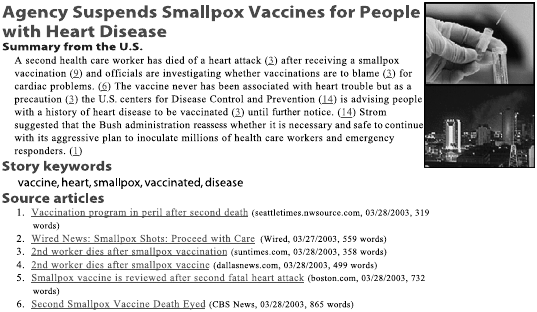 Agency Suspends Smallpox Vaccines for People
with Heart Disease
Summary from the U.S.
A second health care worker has died of a heart attack (3) after receiving a smallpox
vaccination (9) and officials are investigating whether vaccinations are to blame (3) for
cardiac problems. (6) The vaccine never has been associated with heart trouble but as a
precaution (3) the U.S. centers for Disease Control and Prevention (14) is advising people
with a history of heart disease to be vaccinated (3) until further notice. (14) Strom
suggested that the Bush administration reassess whether it is necessary and safe to continue
with its aggressive plan to inoculate millions of health care workers and emergency
responders. (1)
Story keywords
vaccine, heart, smallpox, vaccinated, disease
Source articles
1. Vaccination program in peril after second death (seattletimes.nwsource.com, 03/28/2003, 319
words)
2. Wired News: Smallpox Shots: Proceed with Care (Wired, 03/27/2003, 559 words)
3. 2nd worker dies after smallpox vaccination (suntimes.com, 03/28/2003, 358 words)
4. 2nd worker dies after smallpox vaccine (dallasnews.com, 03/28/2003, 499 words)
5. Smallpox vaccine is reviewed after second fatal heart attack (boston.com, 03/28/2003, 732
words)
6. Second Smallpox Vaccine Death Eyed (CBS News, 03/28/2003, 865 words)